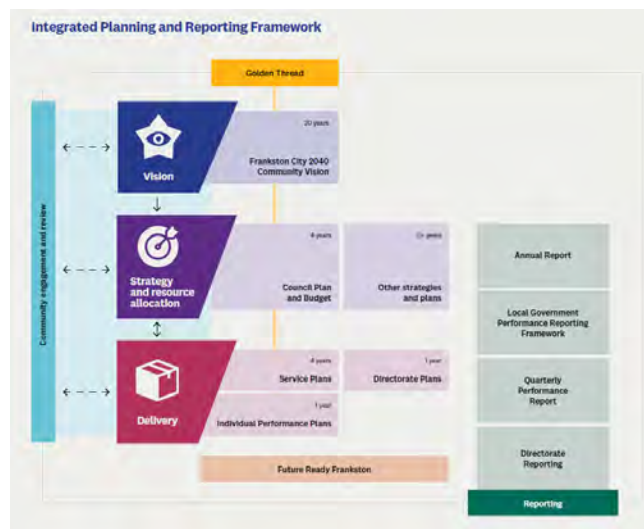 Integrated Planning and Reporting Framework
Golden Thread
Community engagement and review
Vision
20 years
Frankston City 2040
Community Vision
Strategy
and resource
allocation
4 years
Council Plan
and Budget
10+ years
Other strategies
and plans
Delivery
4 years
Service Plans
1 year
Directorate Plans
1 year
Individual Performance Plans
Future Ready Frankston
Annual Report
Local Government
Performance Reporting
Framework
Quarterly
Performance
Report
Directorate
Reporting
Reporting